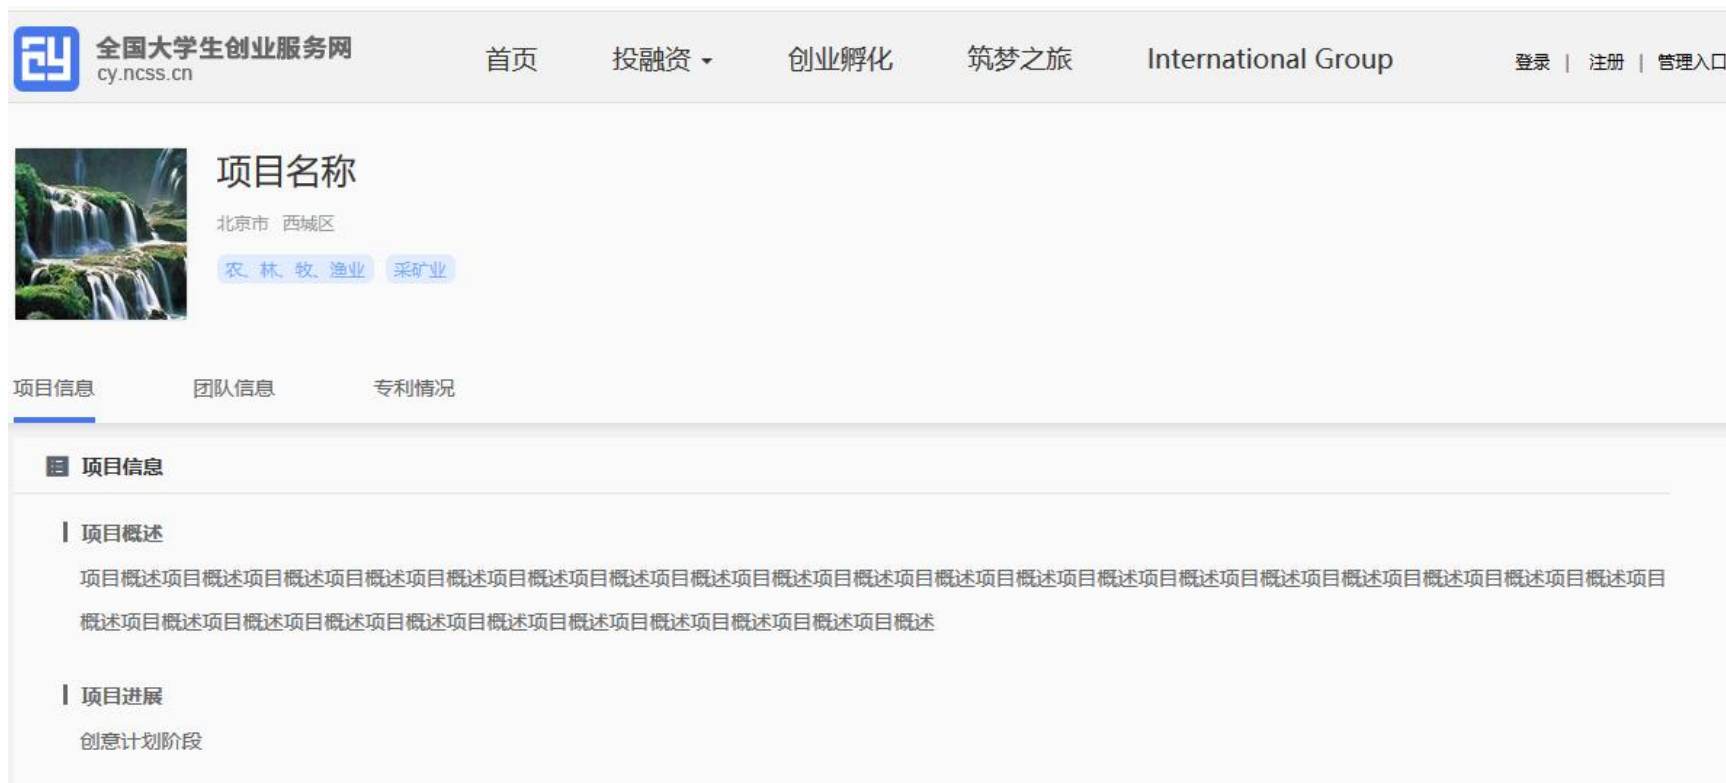 全国大学生创业服务网
cy.ncss.cn
首页 投融资 创业孵化 筑梦之旅 International Group 登录 | 注册 | 管理入口
项目名称
北京市 西城区
农、林、牧、渔业 采矿业
项目信息 团队信息 专利情况
项目信息
项目概述
项目概述项目概述项目概述项目概述项目概述项目概述项目概述项目概述项目概述项目概述项目概述项目概述项目概述项目概述项目概述项目概述项目概述项目概述项目概述项目
概述项目概述项目概述项目概述项目概述项目概述项目概述项目概述项目概述项目概述项目概述
项目进展
创意计划阶段